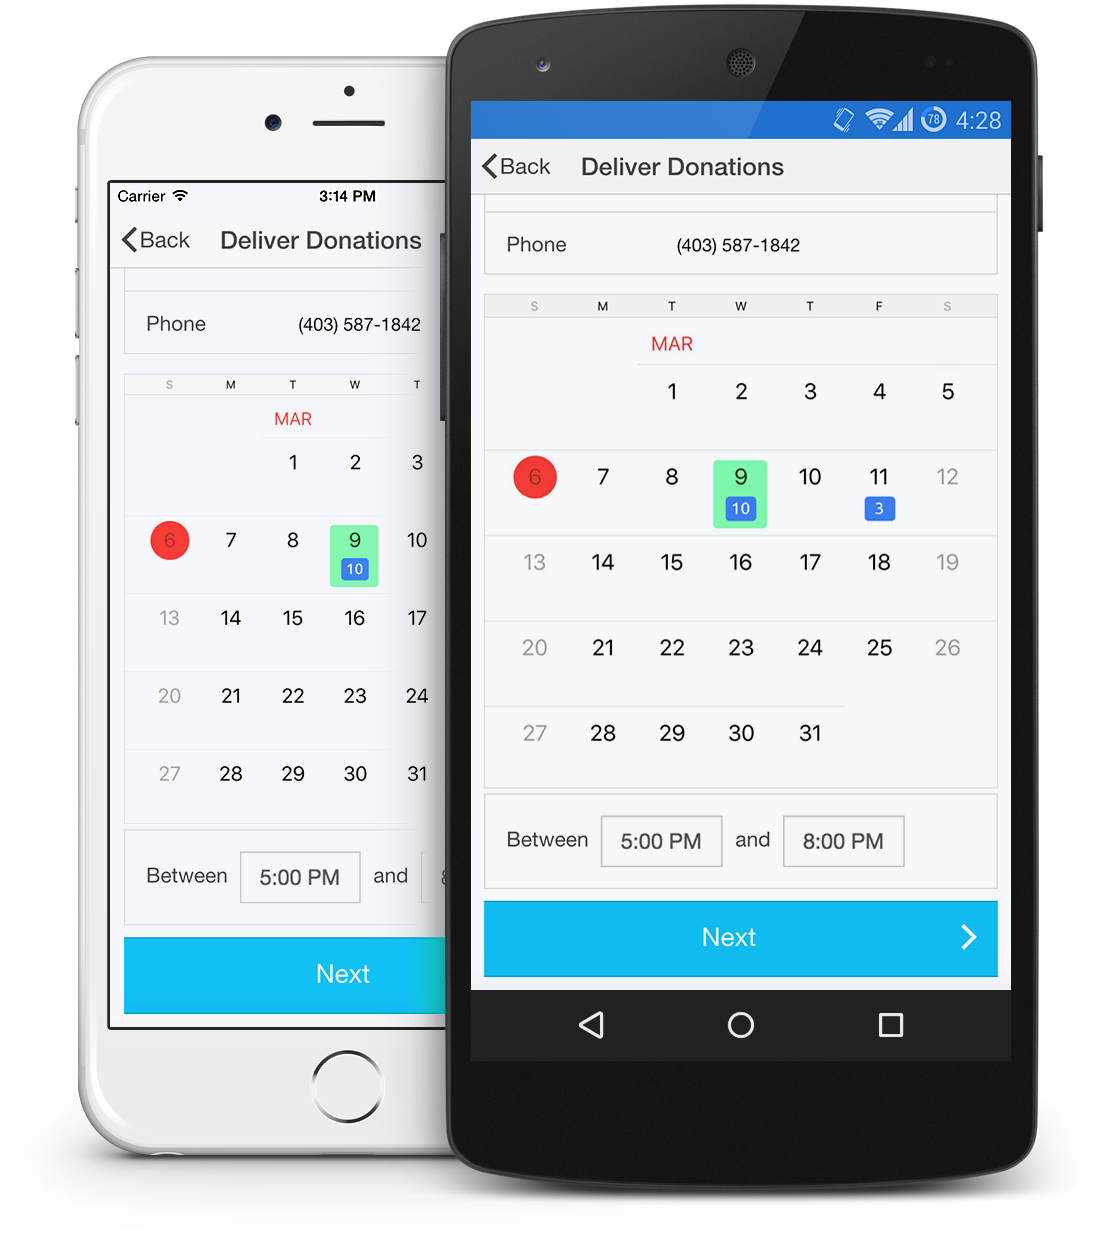 Carrier 3:14 PM
Back Deliver Donations
Phone (403) 587-1842
S M T W T
MAR
1 2 3
6 7 8 9 10
10
13 14 15 16 17
20 21 22 23 24
27 28 29 30 31
Between 5:00 PM and
Next
78 4:28
Back Deliver Donations
Phone (403) 587-1842
S M T W T F S
MAR
1 2 3 4 5
6 7 8 9 10 11 12
10 3
13 14 15 16 17 18 19
20 21 22 23 24 25 26
27 28 29 30 31
Between 5:00 PM and 8:00 PM
Next